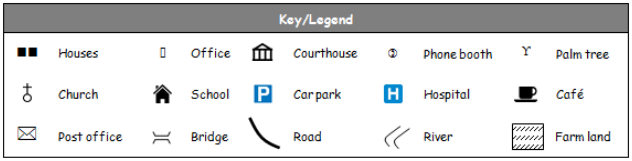 Key/Legend
Houses Office Courthouse Phone booth Palm tree
Church School P Car park H Hospital Café
Post office Bridge Road River Farm land